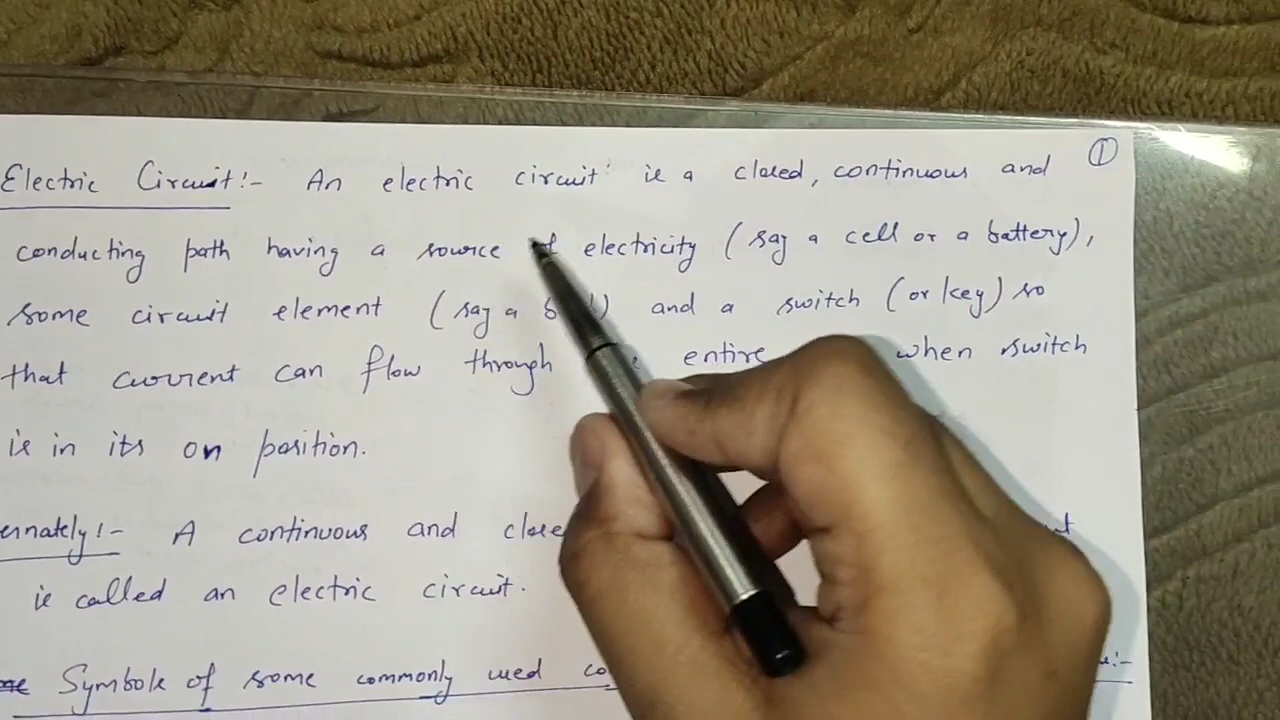 Electric Circuit:- An electric circuit is a closed, continuous and ①
conducting path having a source of electricity (say a cell or a battery),
some circuit element (say a and a switch (or key) so
that current can flow through entire when switch
is in its on position.
A continuous and close
is called an electric circuit.
Symbols of some commonly used